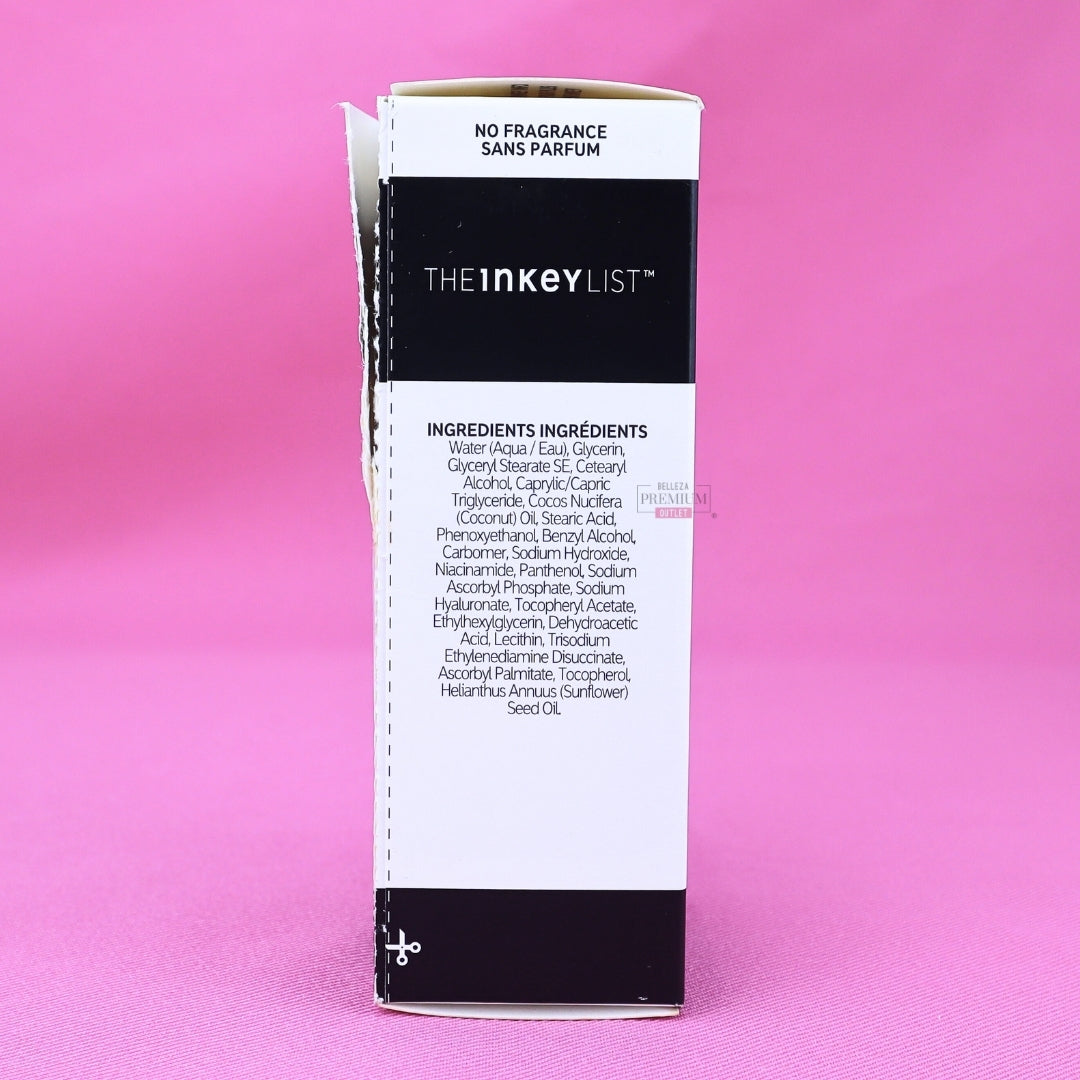 NO FRAGRANCE
SANS PARFUM
THE INKEY LIST™
INGREDIENTS INGRÉDIENTS
Water (Aqua / Eau), Glycerin,
Glyceryl Stearate SE, Cetearyl
Alcohol, Caprylic/Capric
Triglyceride, Cocos Nucifera
(Coconut) Oil, Stearic Acid,
Phenoxyethanol, Benzyl Alcohol,
Carbomer, Sodium Hydroxide,
Niacinamide, Panthenol, Sodium
Ascorbyl Phosphate, Sodium
Hyaluronate, Tocopheryl Acetate,
Ethylhexylglycerin, Dehydroacetic
Acid, Lecithin, Trisodium
Ethylenediamine Disuccinate,
Ascorbyl Palmitate, Tocopherol,
Helianthus Annuus (Sunflower)
Seed Oil.
BELLEZA
PREMIUM
OUTLET
®